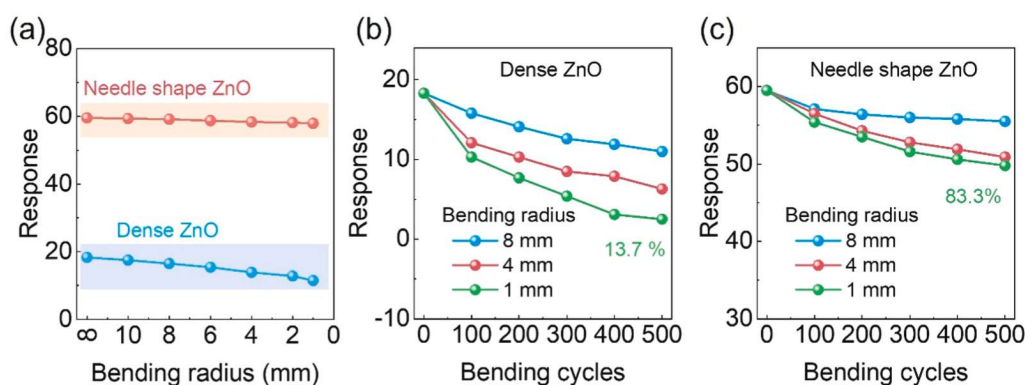 (a)
80
60
40
20
0
Response
Needle shape ZnO
Dense ZnO
8 10 8 6 4 2 0
Bending radius (mm)
(b)
20
10
0
-10
Response
Dense ZnO
Bending radius
8 mm
4 mm
1 mm
13.7 %
0 100 200 300 400 500
Bending cycles
(c)
60
50
40
30
Response
Needle shape ZnO
83.3%
Bending radius
8 mm
4 mm
1 mm
0 100 200 300 400 500
Bending cycles